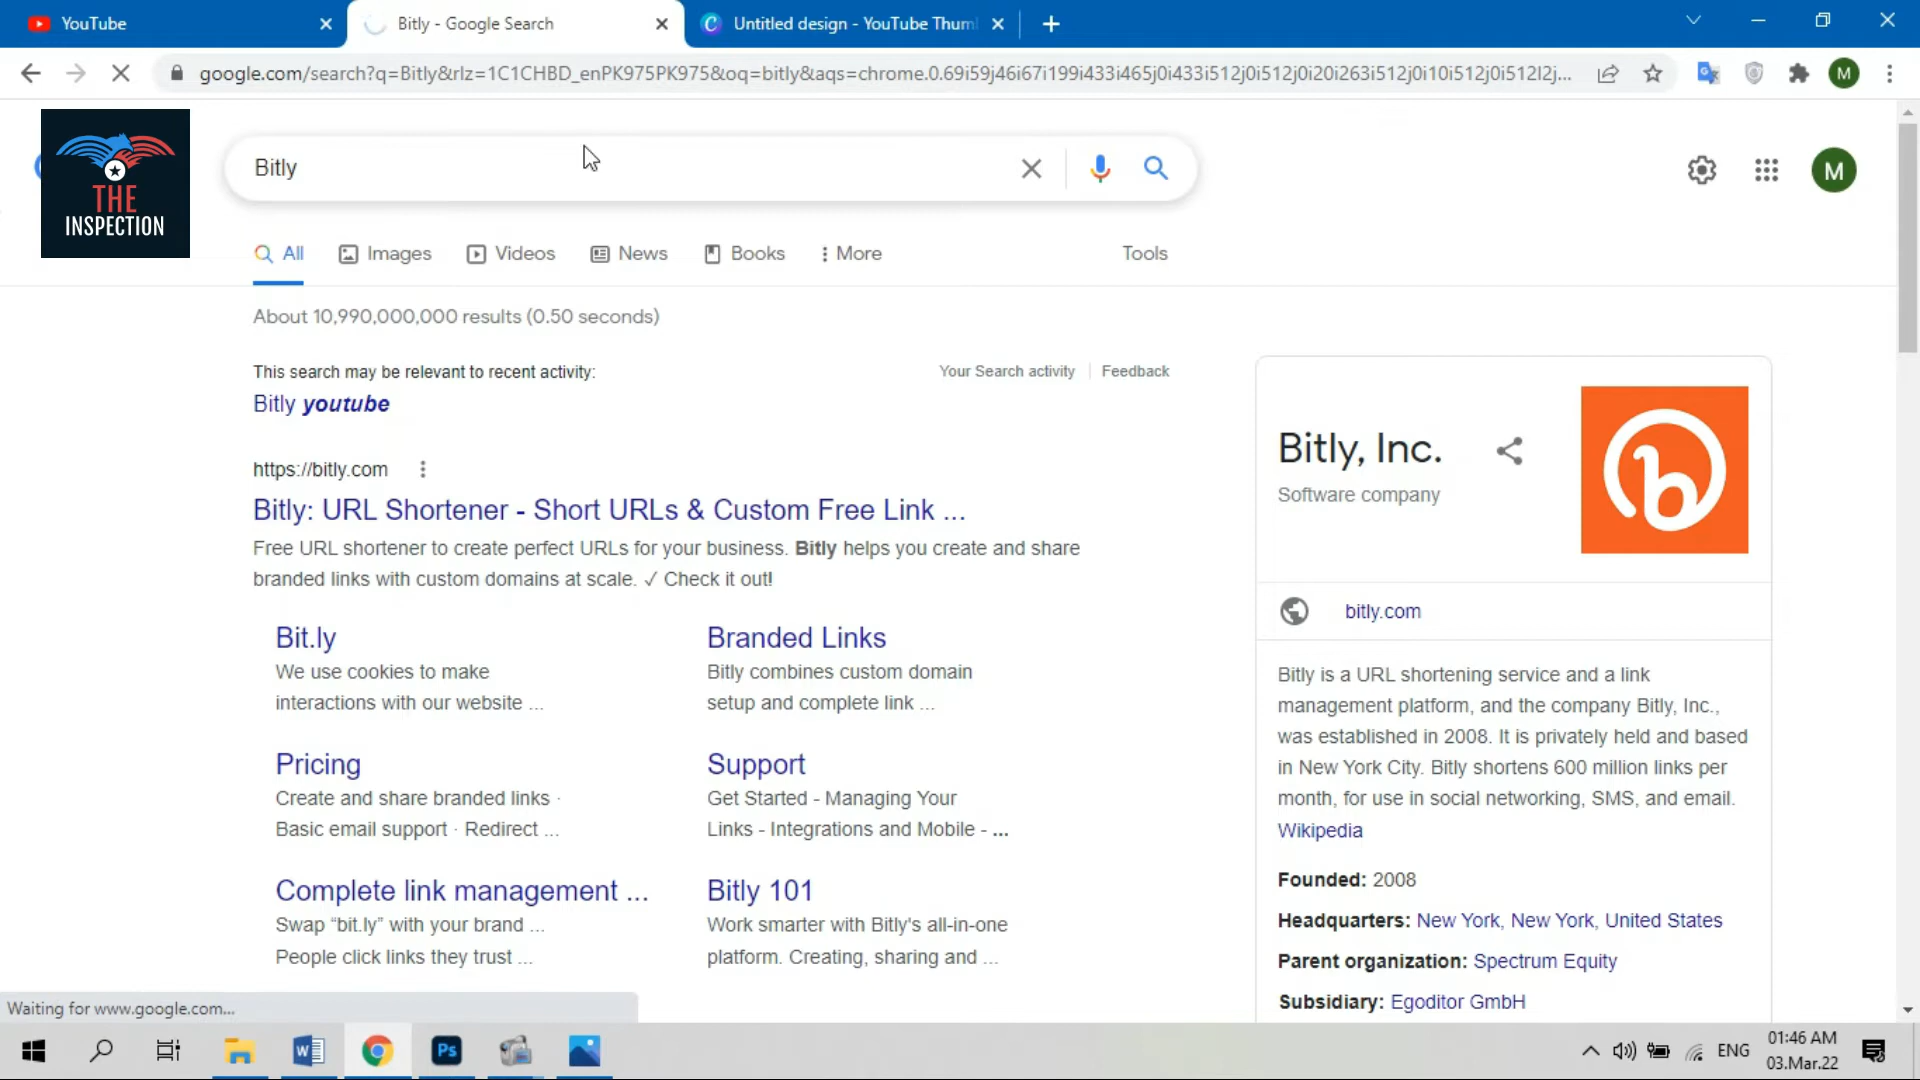 YouTube
Bitly - Google Search
Untitled design - YouTube Thum
google.com/search?q=Bitly&rlz=1C1CHBD_enPK975PK975&oq=bitly&aqs=chrome.0.69i59j46i67i199i433i465j0i433i512j0i512j0i20i263i512j0i10i512j0i512l2j...
M
THE
INSPECTION
Bitly
M
All
Images
Videos
News
Books
More
Tools
About 10,990,000,000 results (0.50 seconds)
This search may be relevant to recent activity:
Your Search activity
Feedback
Bitly youtube
https://bitly.com
Bitly: URL Shortener - Short URLs & Custom Free Link ...
Free URL shortener to create perfect URLs for your business. Bitly helps you create and share
branded links with custom domains at scale. ✓ Check it out!
Bit.ly
We use cookies to make
interactions with our website ...
Branded Links
Bitly combines custom domain
setup and complete link ...
Pricing
Create and share branded links ·
Basic email support · Redirect ...
Support
Get Started - Managing Your
Links - Integrations and Mobile - ...
Complete link management ...
Swap “bit.ly” with your brand ...
People click links they trust ...
Bitly 101
Work smarter with Bitly's all-in-one
platform. Creating, sharing and ...
Bitly, Inc.
Software company
b
bitly.com
Bitly is a URL shortening service and a link
management platform, and the company Bitly, Inc.,
was established in 2008. It is privately held and based
in New York City. Bitly shortens 600 million links per
month, for use in social networking, SMS, and email.
Wikipedia
Founded: 2008
Headquarters: New York, New York, United States
Parent organization: Spectrum Equity
Subsidiary: Egoditor GmbH
Waiting for www.google.com...
W
Ps
ENG
01:46 AM
03.Mar.22